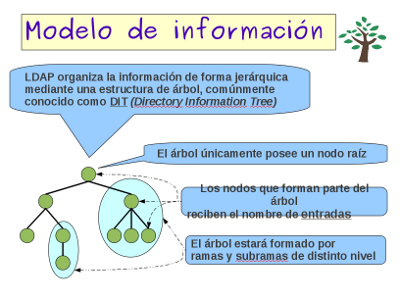 Modelo de información
LDAP organiza la información de forma jerárquica
mediante una estructura de árbol, comúnmente
conocido como DIT (Directory Information Tree)
El árbol únicamente posee un nodo raíz
Los nodos que forman parte del
árbol
reciben el nombre de entradas
El árbol estará formado por
ramas y subramas de distinto nivel